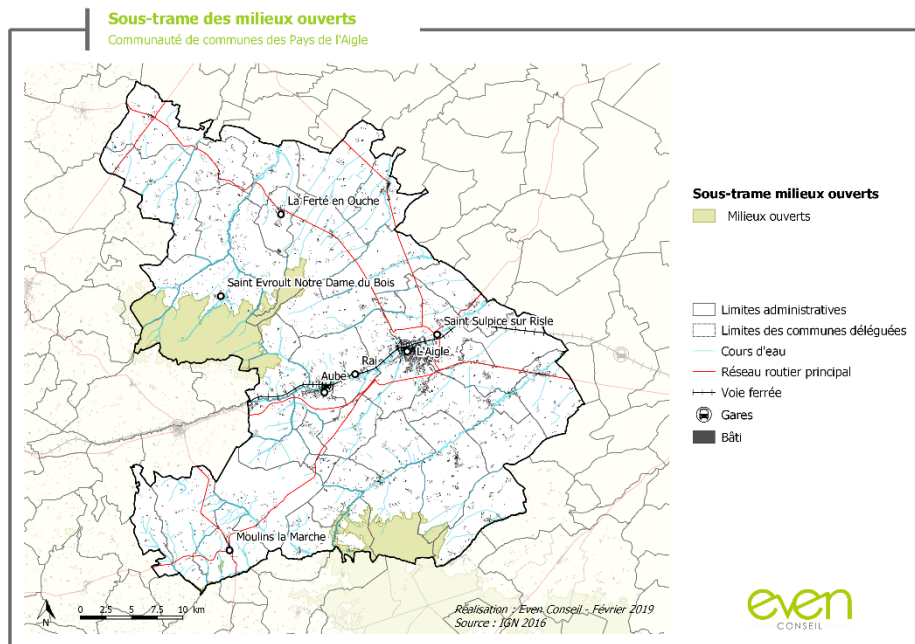 Sous-trame des milieux ouverts
Communauté de communes des Pays de l'Aigle
La Ferté en Ouche
Saint Evroult Notre Dame du Bois
Saint Sulpice sur Risle
L'Aigle
Rai
Aube
Moulins la Marche
N
0 2.5 5 7.5 10 km
Réalisation : Even Conseil - Février 2019
Source : IGN 2016
Sous-trame milieux ouverts
Milieux ouverts
Limites administratives
Limites des communes déléguées
Cours d'eau
Réseau routier principal
Voie ferrée
Gares
Bâti
even
CONSEIL